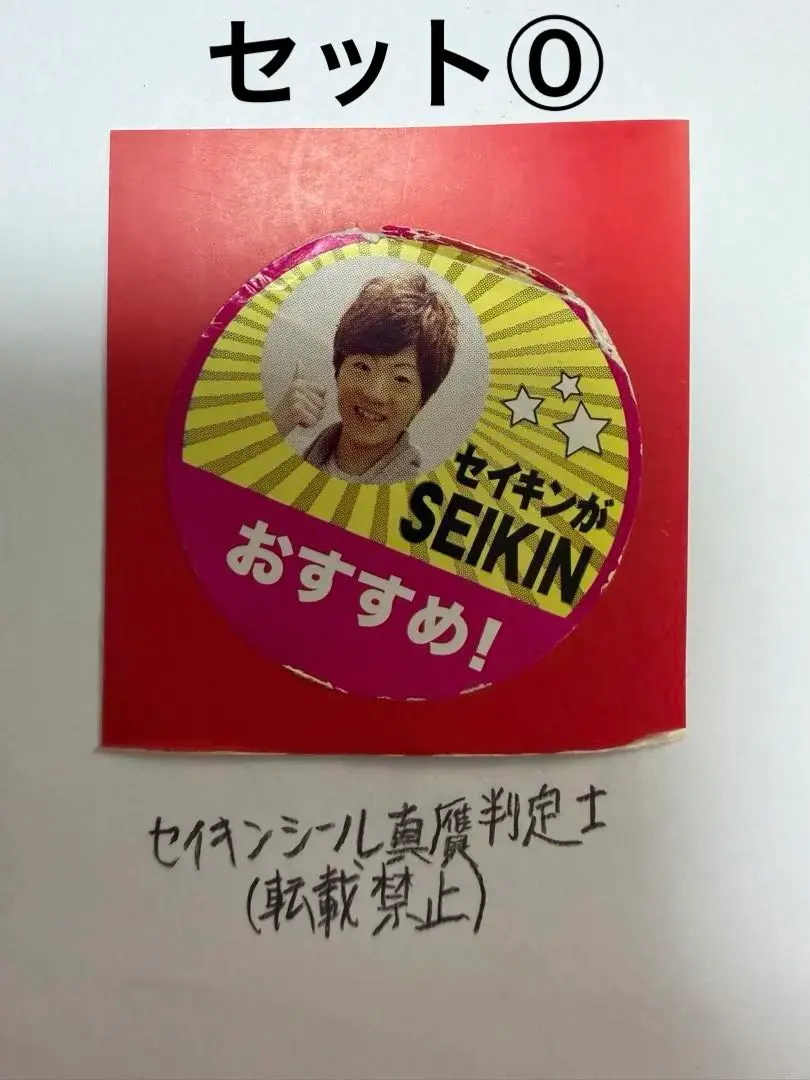 セット⓪
セイキンが
SEIKIN
おすすめ!
セイキンシール真贋判定士
(転載禁止)